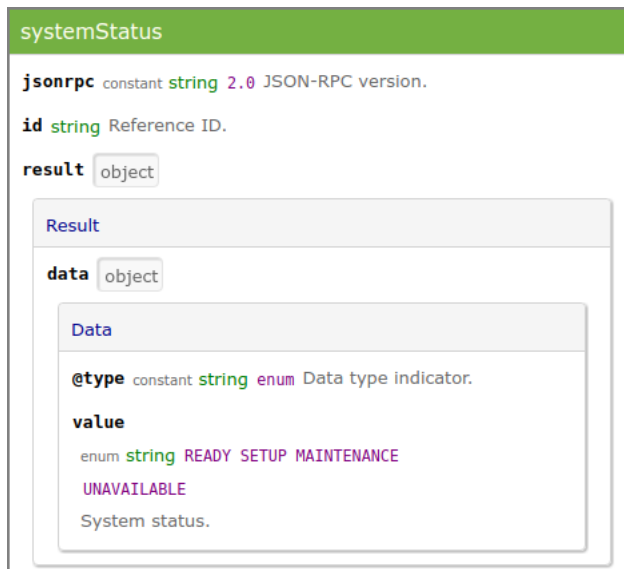 systemStatus
jsonrpc constant string 2.0 JSON-RPC version.
id string Reference ID.
result object
Result
data object
Data
@type constant string enum Data type indicator.
value
enum string READY SETUP MAINTENANCE
UNAVAILABLE
System status.